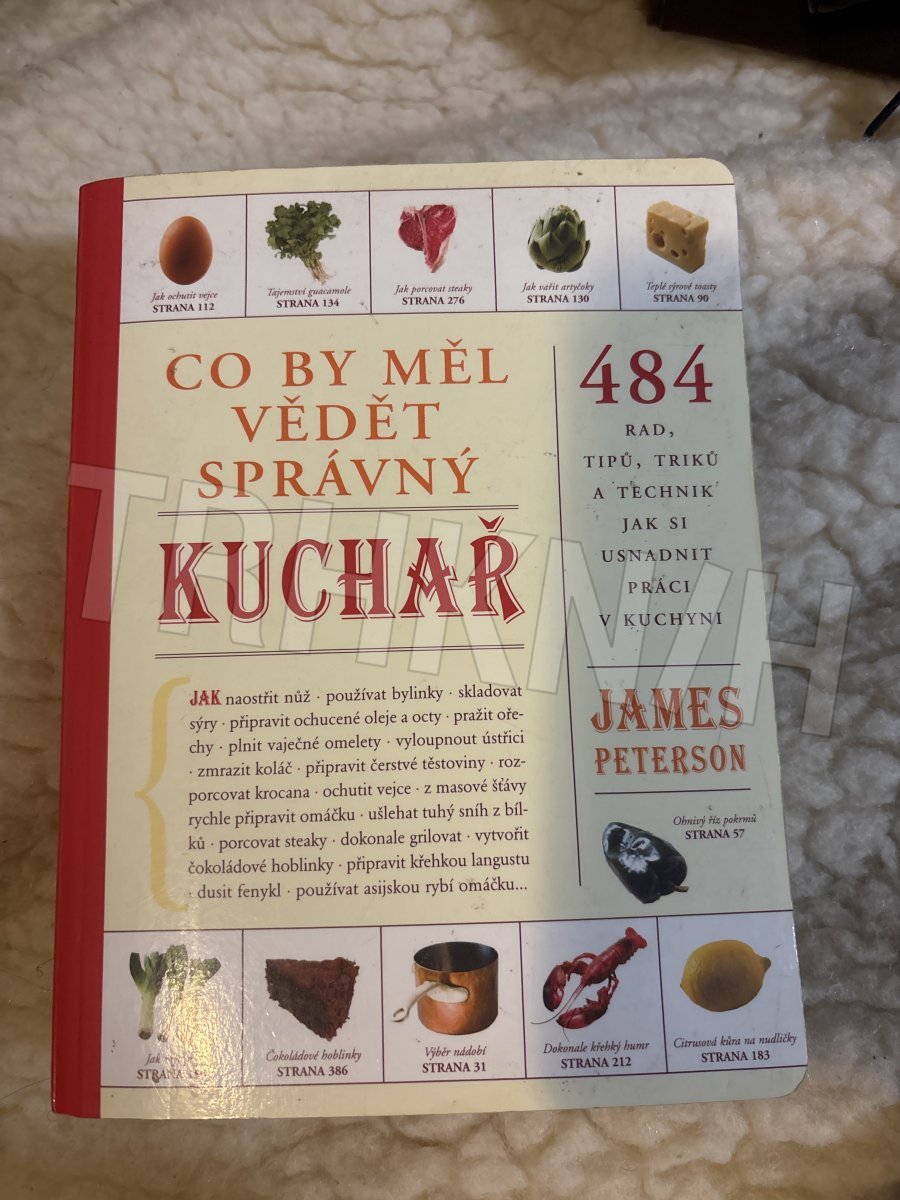 Jak ochutit vejce
STRANA 112
Tajemství guacamole
STRANA 134
Jak porcovat steaky
STRANA 276
Jak vařit artyčoky
STRANA 130
Teplé sýrové toasty
STRANA 90
CO BY MĚL
VĚDĚT
SPRÁVNÝ
KUCHAŘ
484
RAD,
TIPŮ, TRIKŮ
A TECHNIK
JAK SI
USNADNIT
PRÁCI
V KUCHYNI
JAMES
PETERSON
JAK naostřit nůž · používat bylinky · skladovat
sýry · připravit ochucené oleje a octy · pražit oře-
chy · plnit vaječné omelety · vyloupnout ústřici
· zmrazit koláč · připravit čerstvé těstoviny · roz-
porcovat krocana · ochutit vejce · z masové šťávy
rychle připravit omáčku · ušlehat tuhý sníh z bíl-
ků · porcovat steaky · dokonale grilovat · vytvořit
čokoládové hoblinky · připravit křehkou langustu
· dusit fenykl · používat asijskou rybí omáčku...
Ohnivý říz pokrmů
STRANA 57
Jak
STRANA
Čokoládové hoblinky
STRANA 386
Výběr nádobí
STRANA 31
Dokonale křehký humr
STRANA 212
Citrusová kůra na nudličky
STRANA 183
TRHKNIH